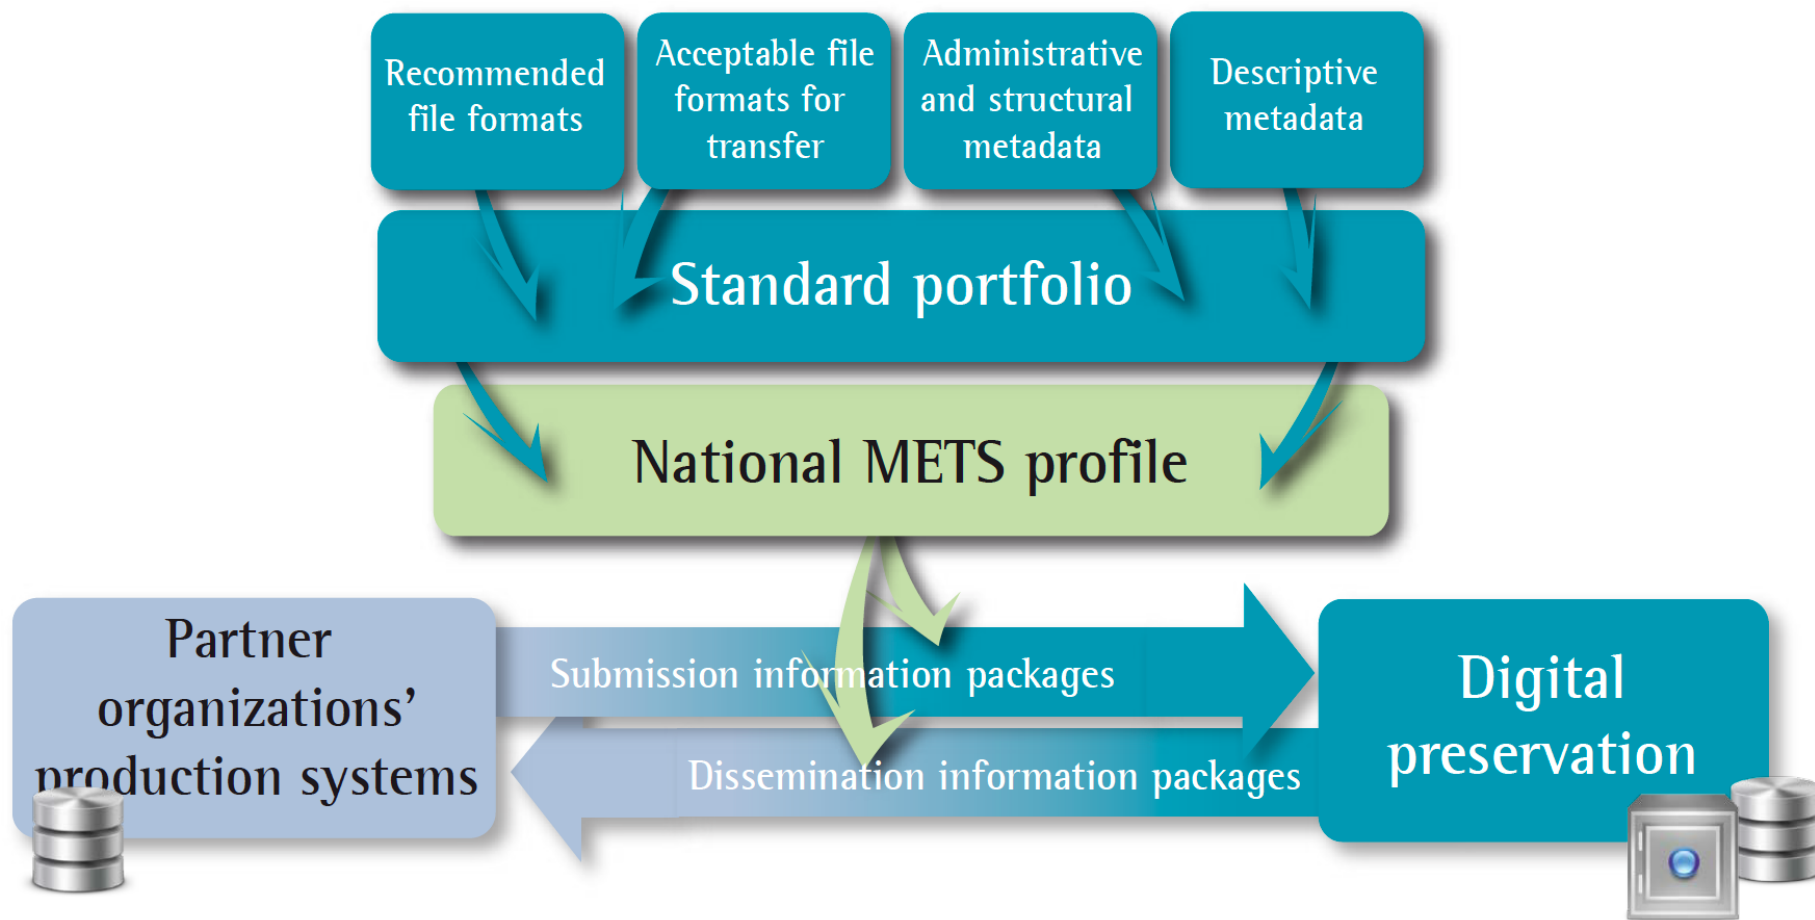 Recommended
file formats
Acceptable file
formats for
transfer
Administrative
and structural
metadata
Descriptive
metadata
Standard portfolio
National METS profile
Partner
organizations’
production systems
Submission information packages
Dissemination information packages
Digital
preservation